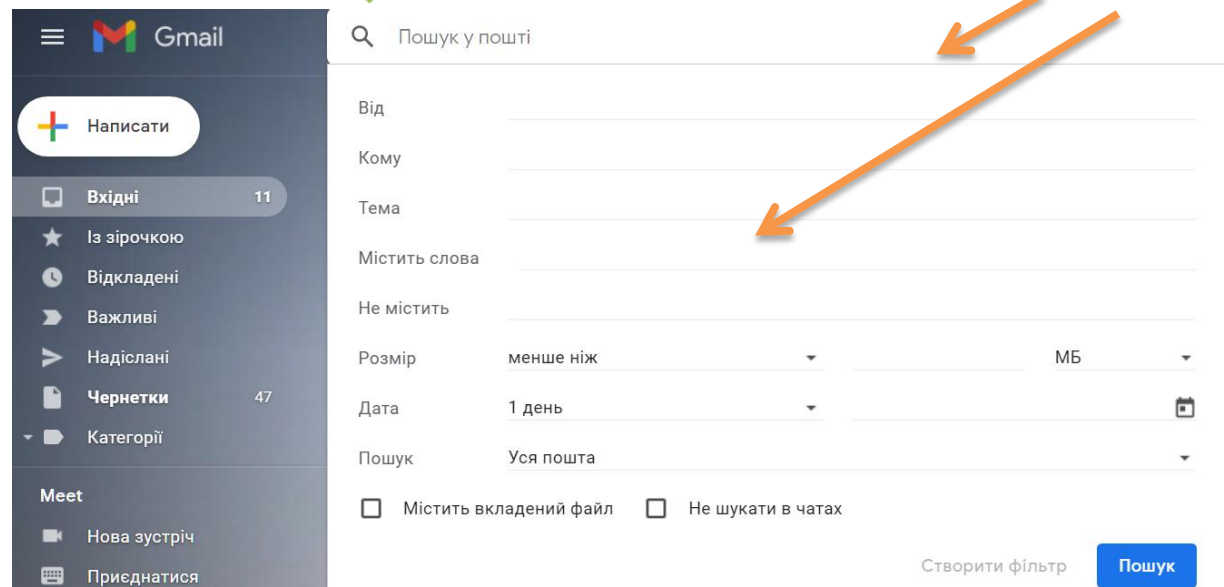 Gmail
Пошук у пошті
Написати
Вхідні 11
Із зірочкою
Відкладені
Важливі
Надіслані
Чернетки 47
Категорії
Meet
Нова зустріч
Приєднатися
Від
Кому
Тема
Містить слова
Не містить
Розмір менше ніж МБ
Дата 1 день
Пошук Уся пошта
Містить вкладений файл Не шукати в чатах
Створити фільтр Пошук